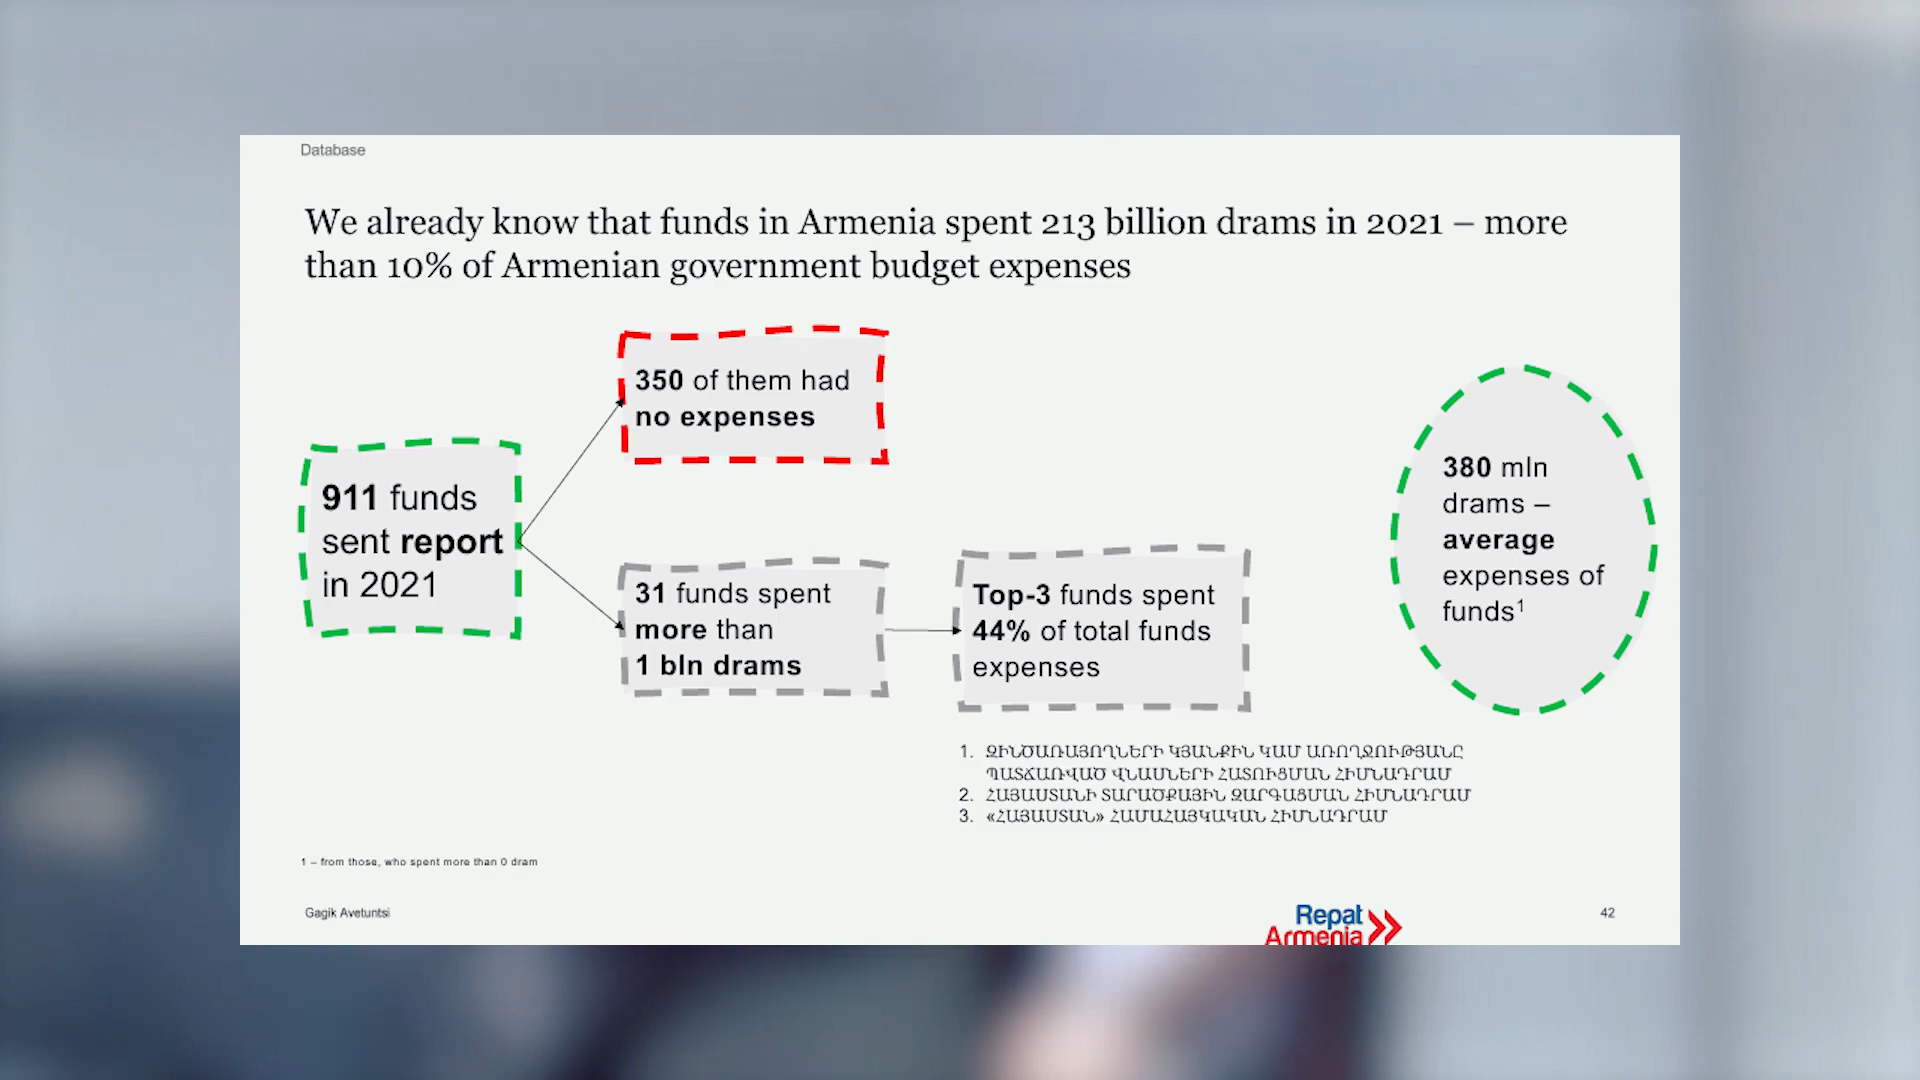 Database
We already know that funds in Armenia spent 213 billion drams in 2021 – more
than 10% of Armenian government budget expenses
350 of them had
no expenses
911 funds
sent report
in 2021
31 funds spent
more than
1 bln drams
Top-3 funds spent
44% of total funds
expenses
380 mln
drams –
average
expenses of
funds¹
1. ԶԻՆԾԱՌԱՅՈՂՆԵՐԻ ԿՅԱՆՔԻՆ ԿԱՄ ԱՌՈՂՋՈՒԹՅԱՆԸ
ՊԱՏՃԱՌՎԱԾ ՎՆԱՍՆԵՐԻ ՀԱՏՈՒՑՄԱՆ ՀԻՄՆԱԴՐԱՄ
2. ՀԱՅԱՍՏԱՆԻ ՏԱՐԱԾՔԱՅԻՆ ԶԱՐԳԱՑՄԱՆ ՀԻՄՆԱԴՐԱՄ
3. «ՀԱՅԱՍՏԱՆ» ՀԱՄԱՀԱՅԿԱԿԱՆ ՀԻՄՆԱԴՐԱՄ
1 – from those, who spent more than 0 dram
Gagik Avetuntsi
Repat
Armenia
42